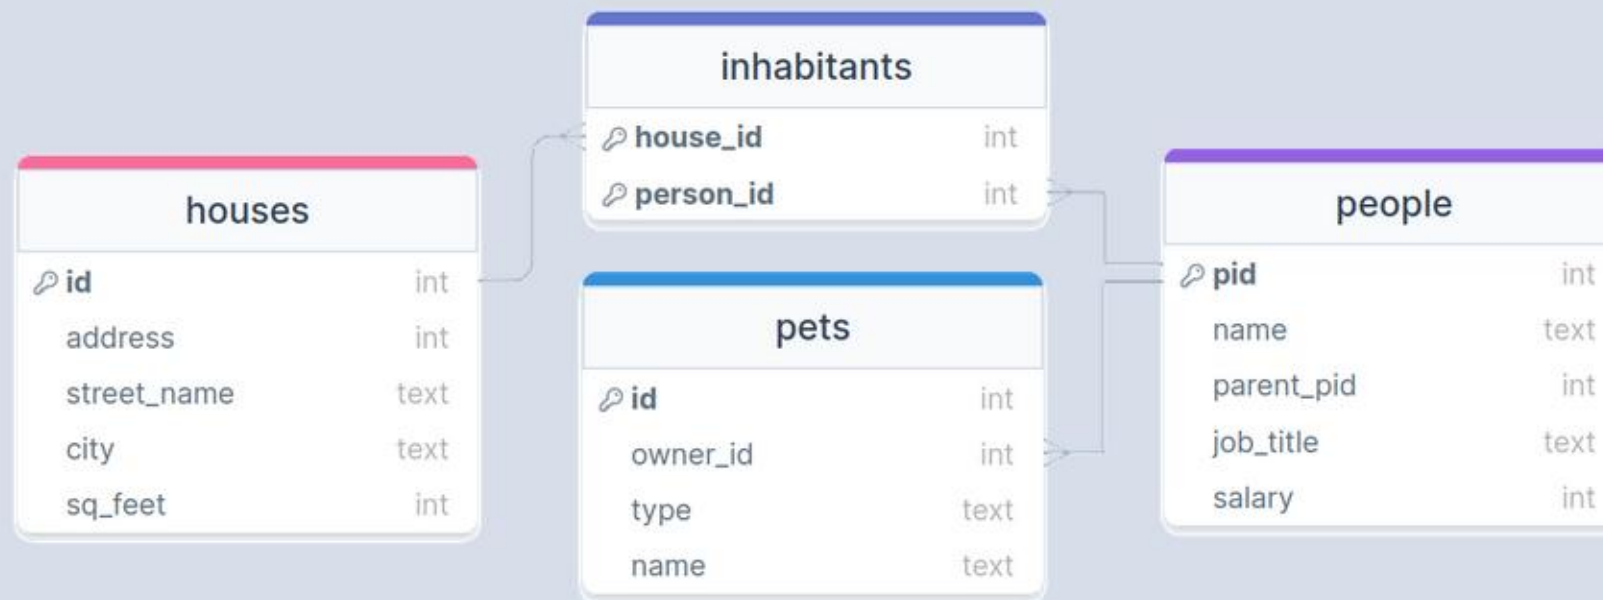 houses
id int
address int
street_name text
city text
sq_feet int
inhabitants
house_id int
person_id int
pets
id int
owner_id int
type text
name text
people
pid int
name text
parent_pid int
job_title text
salary int